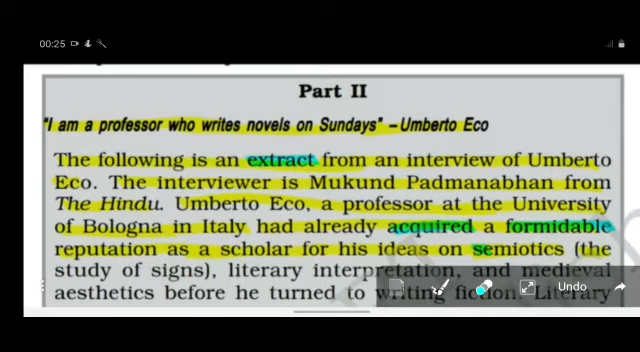 00:25
Part II
"I am a professor who writes novels on Sundays" – Umberto Eco
The following is an extract from an interview of Umberto
Eco. The interviewer is Mukund Padmanabhan from
The Hindu. Umberto Eco, a professor at the University
of Bologna in Italy had already acquired a formidable
reputation as a scholar for his ideas on semiotics (the
study of signs), literary interpretation, and medieval
aesthetics before he turned to writing fiction. Literary
Undo